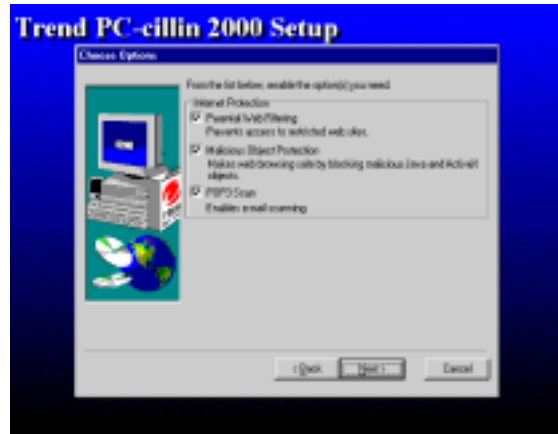 Trend PC-cillin 2000 Setup
Choose Options
From the list below, enable the option(s) you need.
Internet Protection
Parental Web Filtering
Prevents access to restricted web sites.
Malicious Object Protection
Makes web browsing safe by blocking malicious Java and ActiveX
objects.
POP3 Scan
Enables e-mail scanning.
< Back
Next >
Cancel